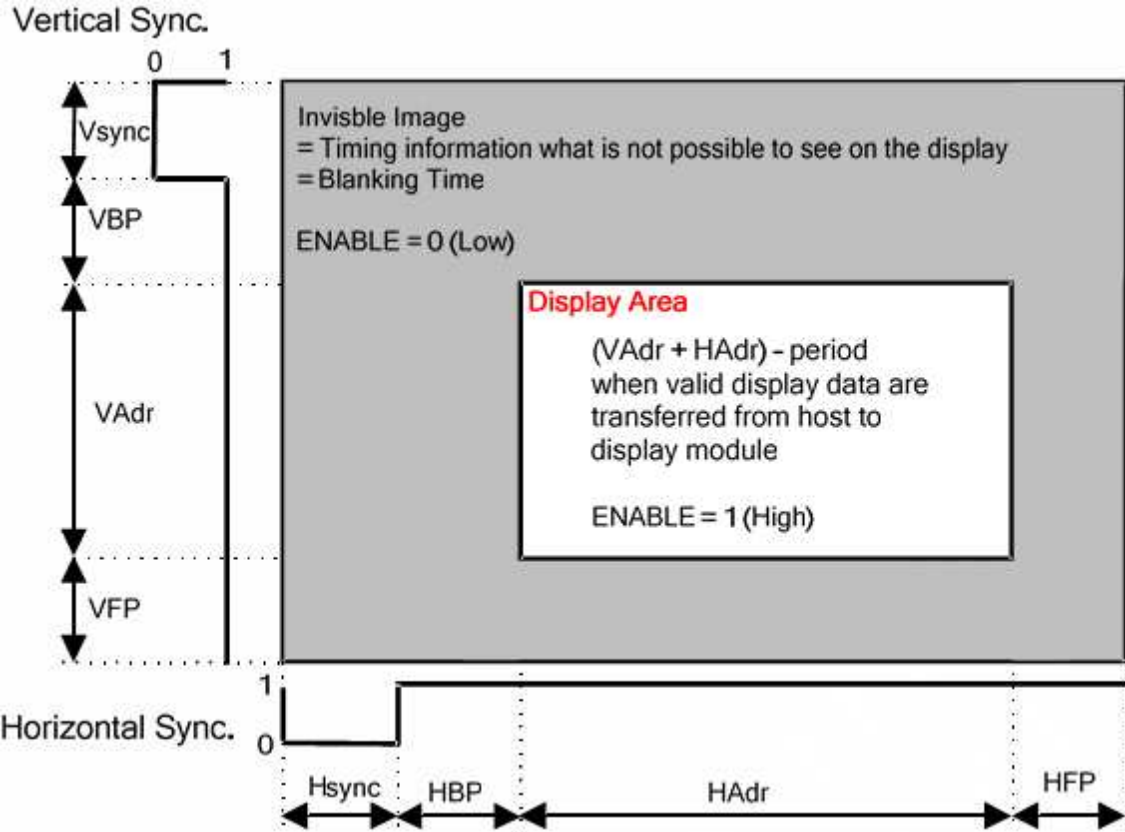 Vertical Sync.
0 1
Vsync
Invisble Image
= Timing information what is not possible to see on the display
= Blanking Time
VBP
ENABLE = 0 (Low)
Display Area
(VAdr + HAdr) - period
when valid display data are
transferred from host to
display module
VAdr
ENABLE = 1 (High)
VFP
1
Horizontal Sync.
0
Hsync
HBP
HAdr
HFP